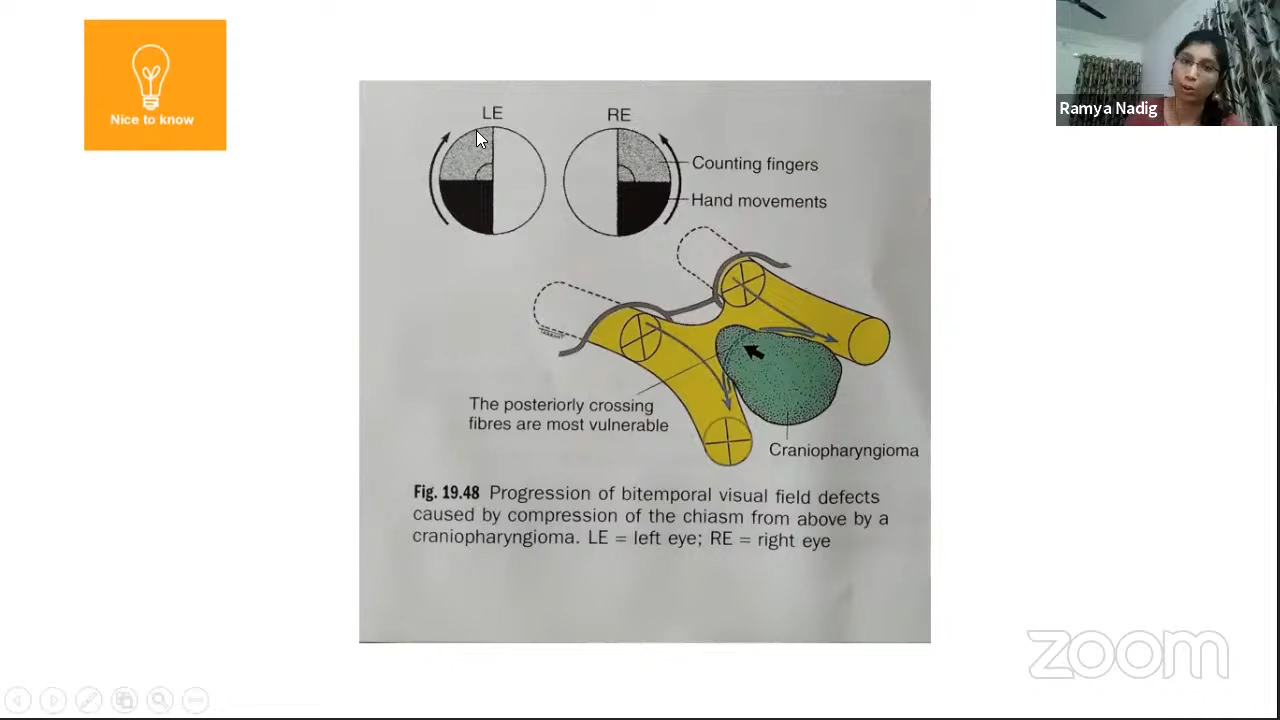 Nice to know
Ramya Nadig
LE
RE
Counting fingers
Hand movements
The posteriorly crossing
fibres are most vulnerable
Craniopharyngioma
Fig. 19.48 Progression of bitemporal visual field defects
caused by compression of the chiasm from above by a
craniopharyngioma. LE = left eye; RE = right eye
zoom